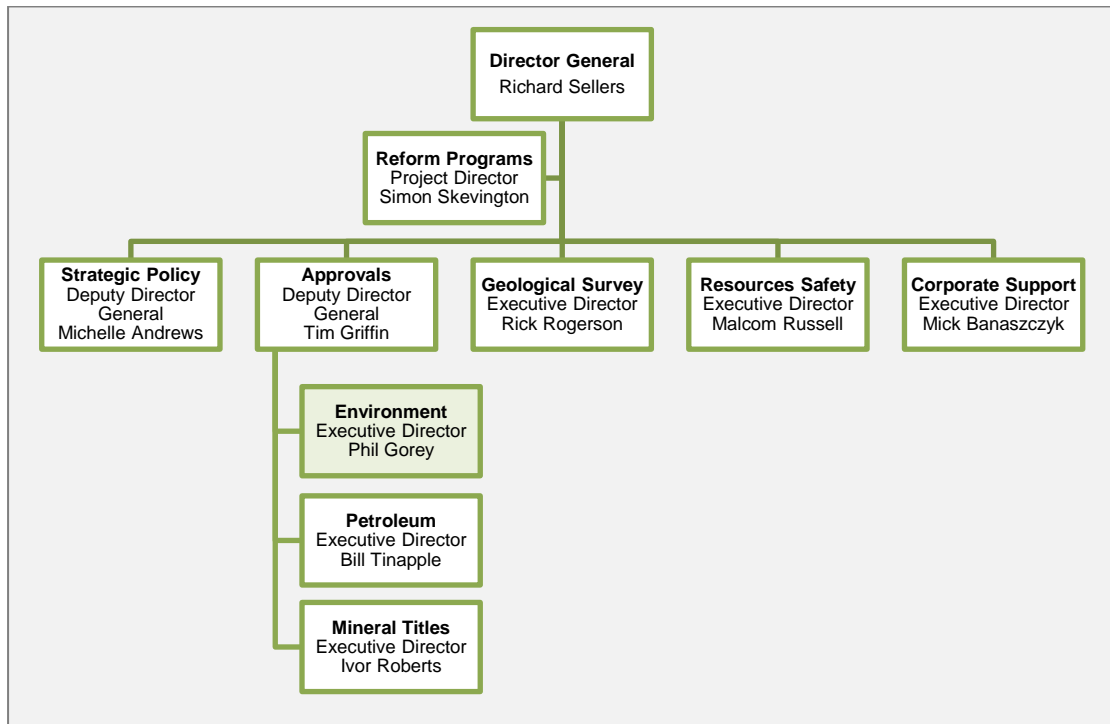 Director General
Richard Sellers
Reform Programs
Project Director
Simon Skevington
Strategic Policy
Deputy Director
General
Michelle Andrews
Approvals
Deputy Director
General
Tim Griffin
Geological Survey
Executive Director
Rick Rogerson
Resources Safety
Executive Director
Malcom Russell
Corporate Support
Executive Director
Mick Banaszczyk
Environment
Executive Director
Phil Gorey
Petroleum
Executive Director
Bill Tinapple
Mineral Titles
Executive Director
Ivor Roberts